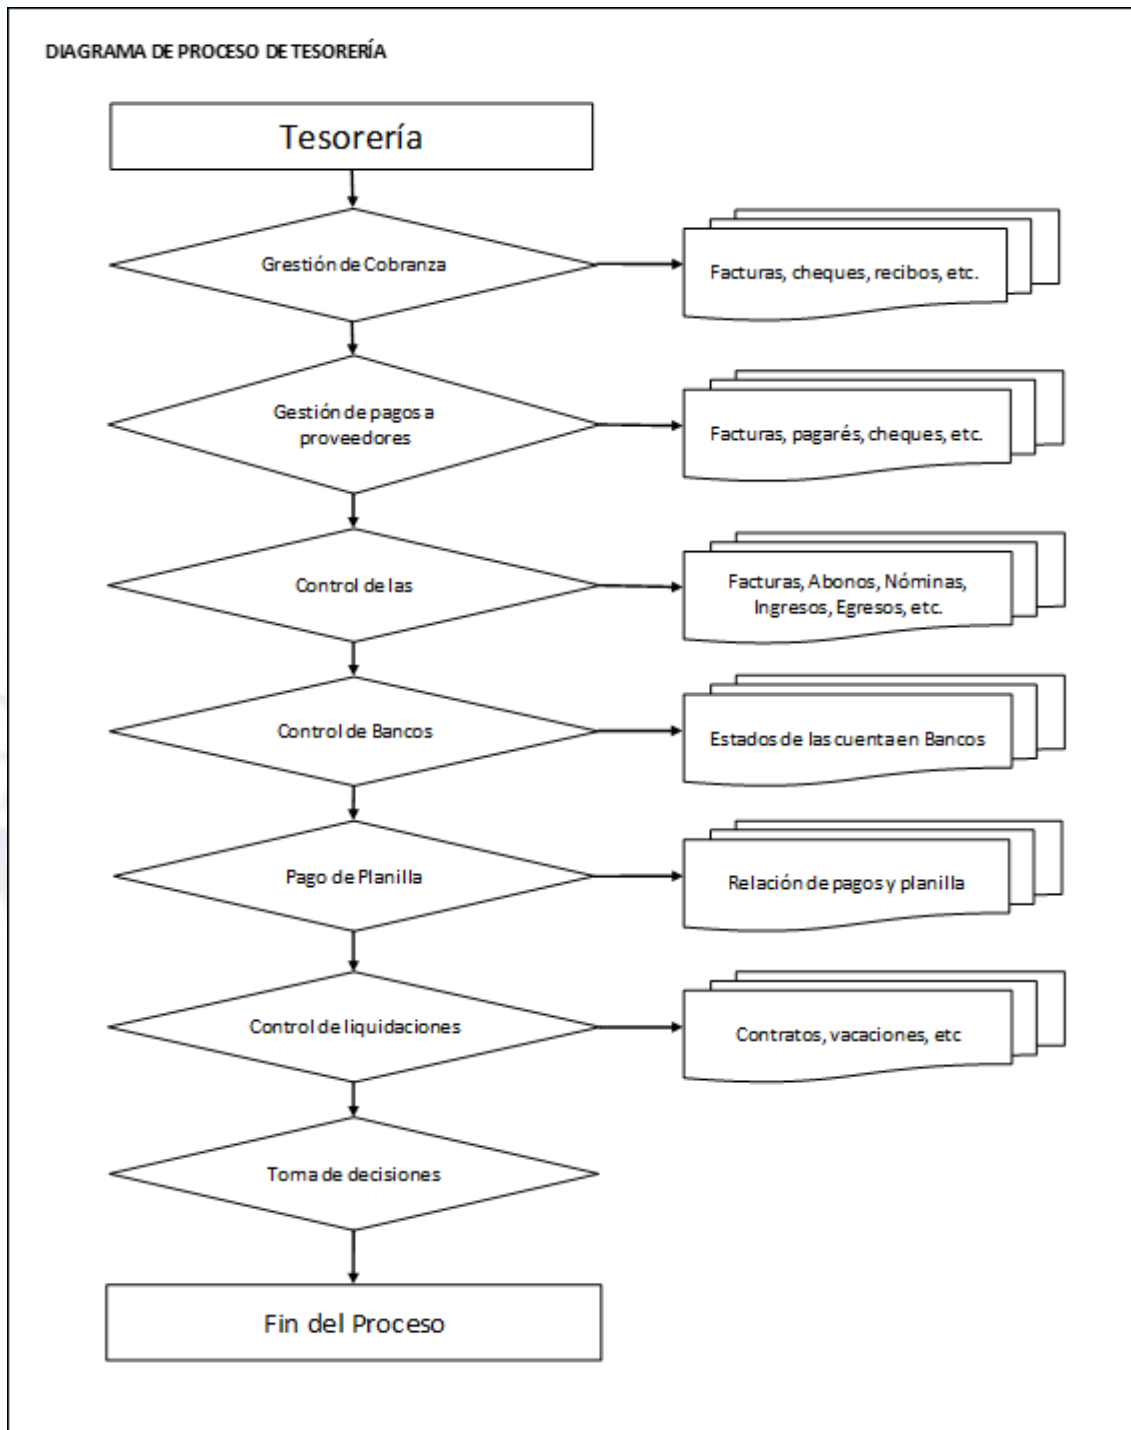 DIAGRAMA DE PROCESO DE TESORERÍA
Tesorería
Grestión de Cobranza
Facturas, cheques, recibos, etc.
Gestión de pagos a
proveedores
Facturas, pagarés, cheques, etc.
Control de las
Facturas, Abonos, Nóminas,
Ingresos, Egresos, etc.
Control de Bancos
Estados de las cuenta en Bancos
Pago de Planilla
Relación de pagos y planilla
Control de liquidaciones
Contratos, vacaciones, etc
Toma de decisiones
Fin del Proceso